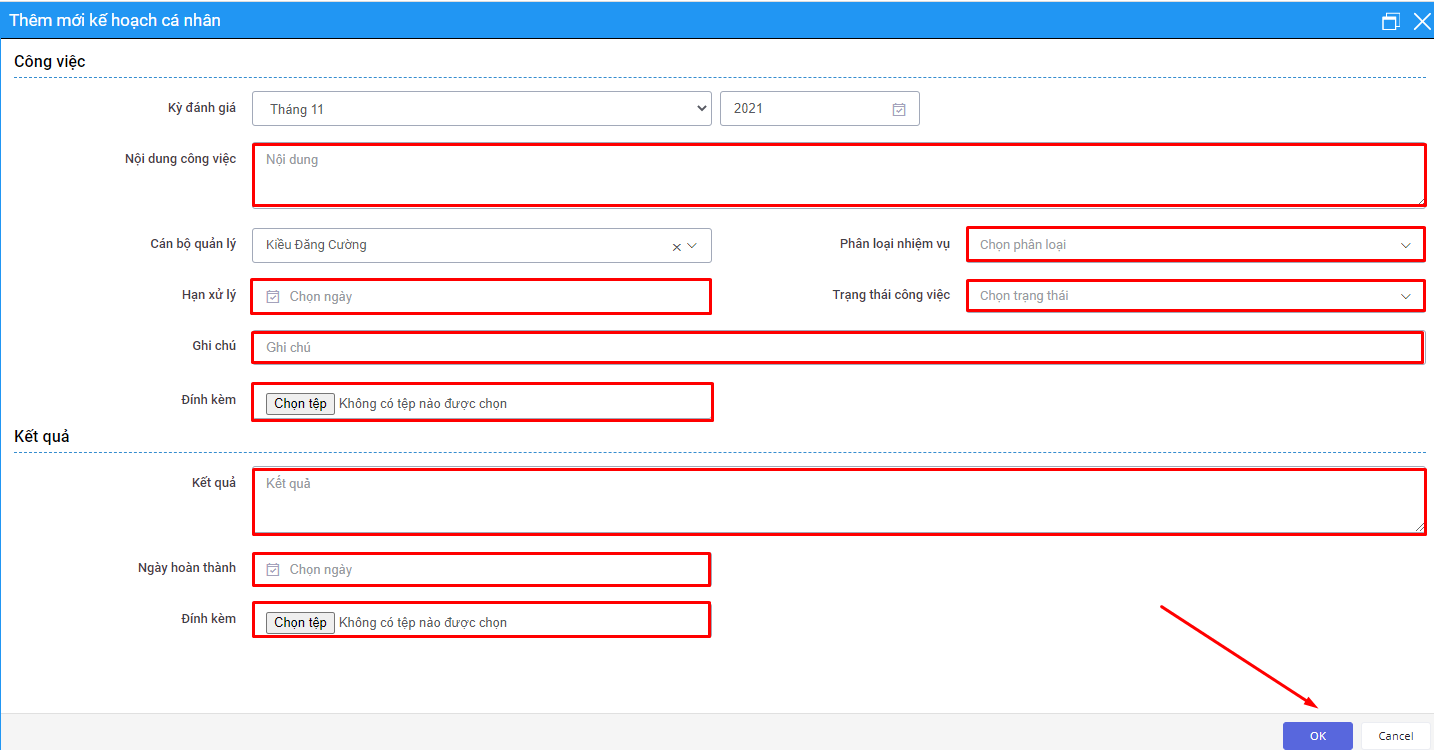 Thêm mới kế hoạch cá nhân
Công việc
Kỳ đánh giá Tháng 11 2021
Nội dung công việc Nội dung
Cán bộ quản lý Kiều Đăng Cường Phân loại nhiệm vụ Chọn phân loại
Hạn xử lý Chọn ngày Trạng thái công việc Chọn trạng thái
Ghi chú Ghi chú
Đính kèm Chọn tệp Không có tệp nào được chọn
Kết quả
Kết quả Kết quả
Ngày hoàn thành Chọn ngày
Đính kèm Chọn tệp Không có tệp nào được chọn
OK Cancel